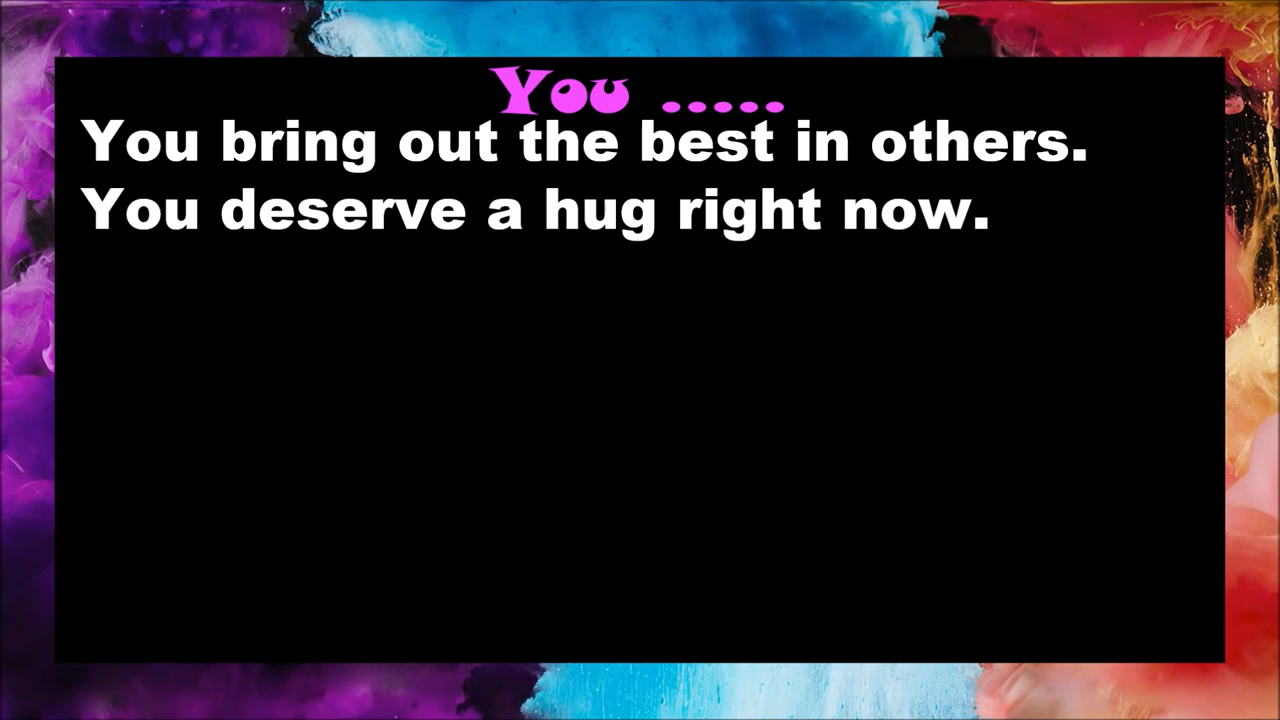 You .....
You bring out the best in others.
You deserve a hug right now.